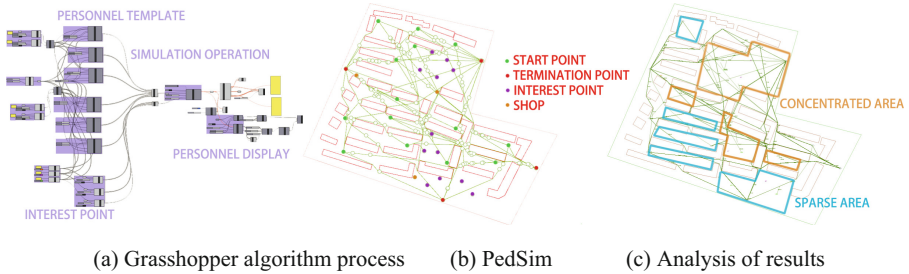 PERSONNEL TEMPLATE
SIMULATION OPERATION
PERSONNEL DISPLAY
INTEREST POINT
START POINT
TERMINATION POINT
INTEREST POINT
SHOP
CONCENTRATED AREA
SPARSE AREA
(a) Grasshopper algorithm process
(b) PedSim
(c) Analysis of results